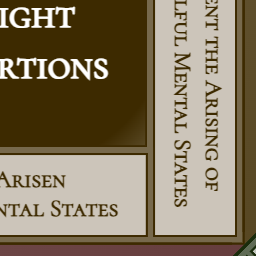 IGHT
RTIONS
ARISEN
NTAL STATES
ENT THE ARISING OF
LFUL MENTAL STATES